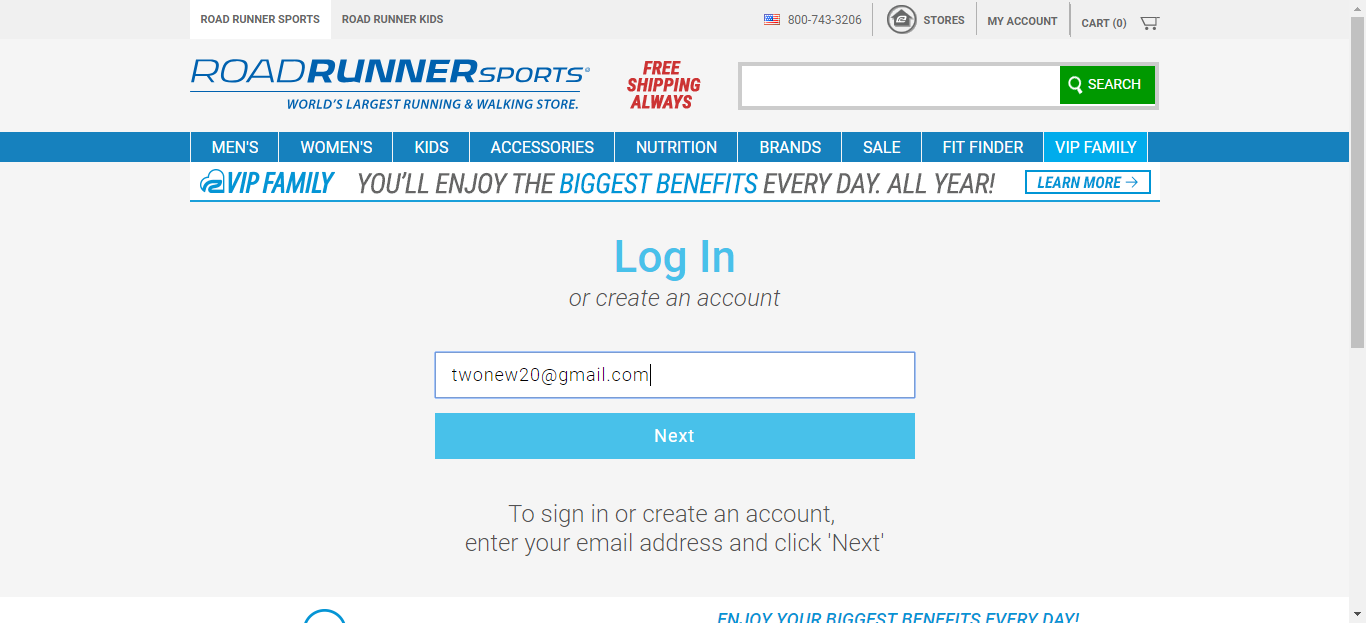 ROAD RUNNER SPORTS
ROAD RUNNER KIDS
800-743-3206
STORES
MY ACCOUNT
CART (0)
ROADRUNNERSPORTS®
WORLD'S LARGEST RUNNING & WALKING STORE.
FREE
SHIPPING
ALWAYS
SEARCH
MEN'S
WOMEN'S
KIDS
ACCESSORIES
NUTRITION
BRANDS
SALE
FIT FINDER
VIP FAMILY
VIP FAMILY
YOU'LL ENJOY THE BIGGEST BENEFITS EVERY DAY. ALL YEAR!
LEARN MORE →
Log In
or create an account
twonew20@gmail.com
Next
To sign in or create an account,
enter your email address and click 'Next'
ENJOY YOUR BIGGEST BENEFITS EVERY DAY!